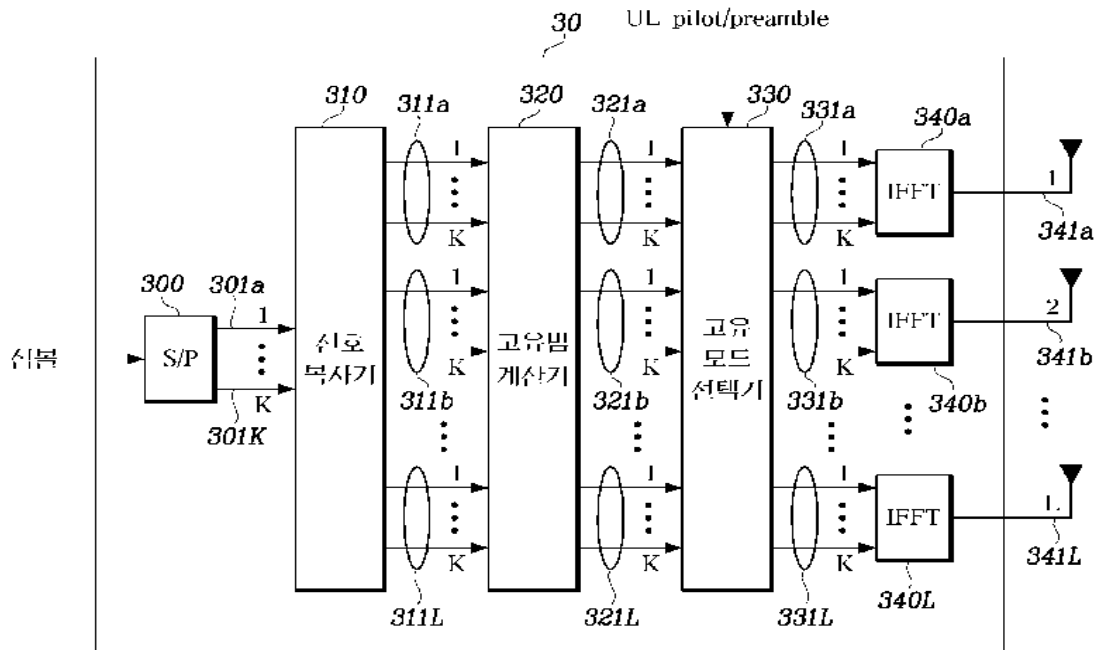 UL pilot/preamble
30
310
311a
320
321a
330
331a
340a
1
K
1
K
1
K
IFFT
1
341a
300
301a
S/P
1
K
301K
심볼
신호
복사기
1
K
311b
고유빔
계산기
1
K
321b
고유
모드
선택기
1
K
331b
IFFT
340b
2
341b
1
K
311L
1
K
321L
1
K
331L
IFFT
340L
L
341L